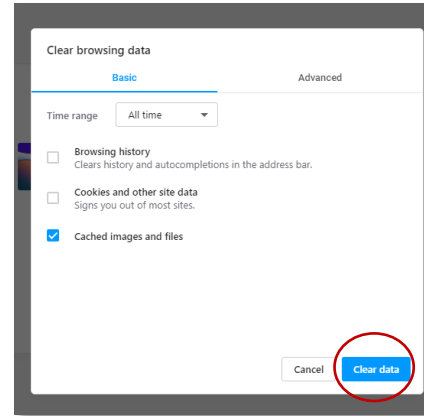 Clear browsing data
Basic
Advanced
Time range
All time
Browsing history
Clears history and autocompletions in the address bar.
Cookies and other site data
Signs you out of most sites.
Cached images and files
Cancel
Clear data